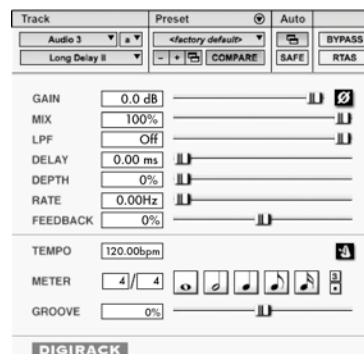 Track Preset Auto
Audio 3 a <factory default> BYPASS
Long Delay II - + COMPARE SAFE RTAS
GAIN 0.0 dB
MIX 100%
LPF Off
DELAY 0.00 ms
DEPTH 0%
RATE 0.00Hz
FEEDBACK 0%
TEMPO 120.00bpm
METER 4/4 3
GROOVE 0%
DIGIRACK